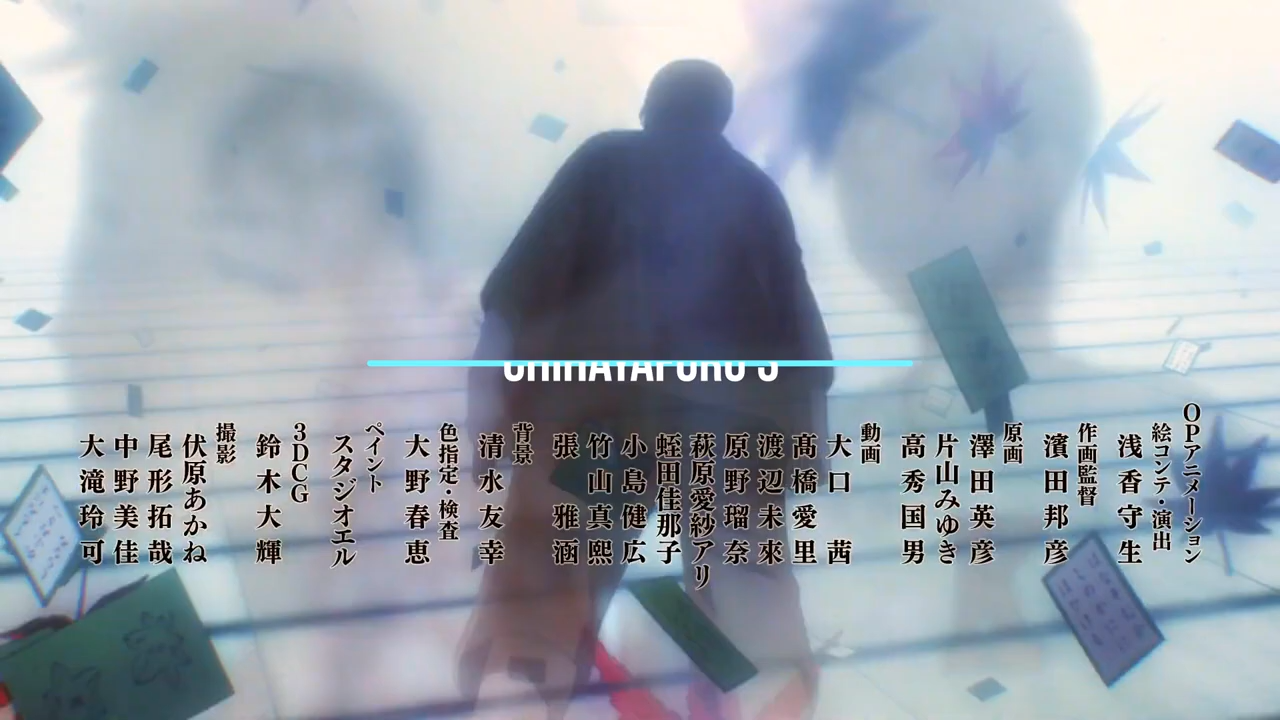 CHIHAYAFURU 3
OPアニメーション
絵コンテ・演出
浅香守生
作画監督
濱田邦彦
原画
澤田英彦
片山みゆき
高秀国男
動画
大口 茜
髙橋愛里
渡辺未來
原野瑠奈
萩原愛紗アリ
蛭田佳那子
小島健広
竹山真熙
張 雅涵
背景
清水友幸
色指定・検査
大野春恵
ペイント
スタジオエル
3DCG
鈴木大輝
撮影
伏原あかね
尾形拓哉
中野美佳
大滝玲可